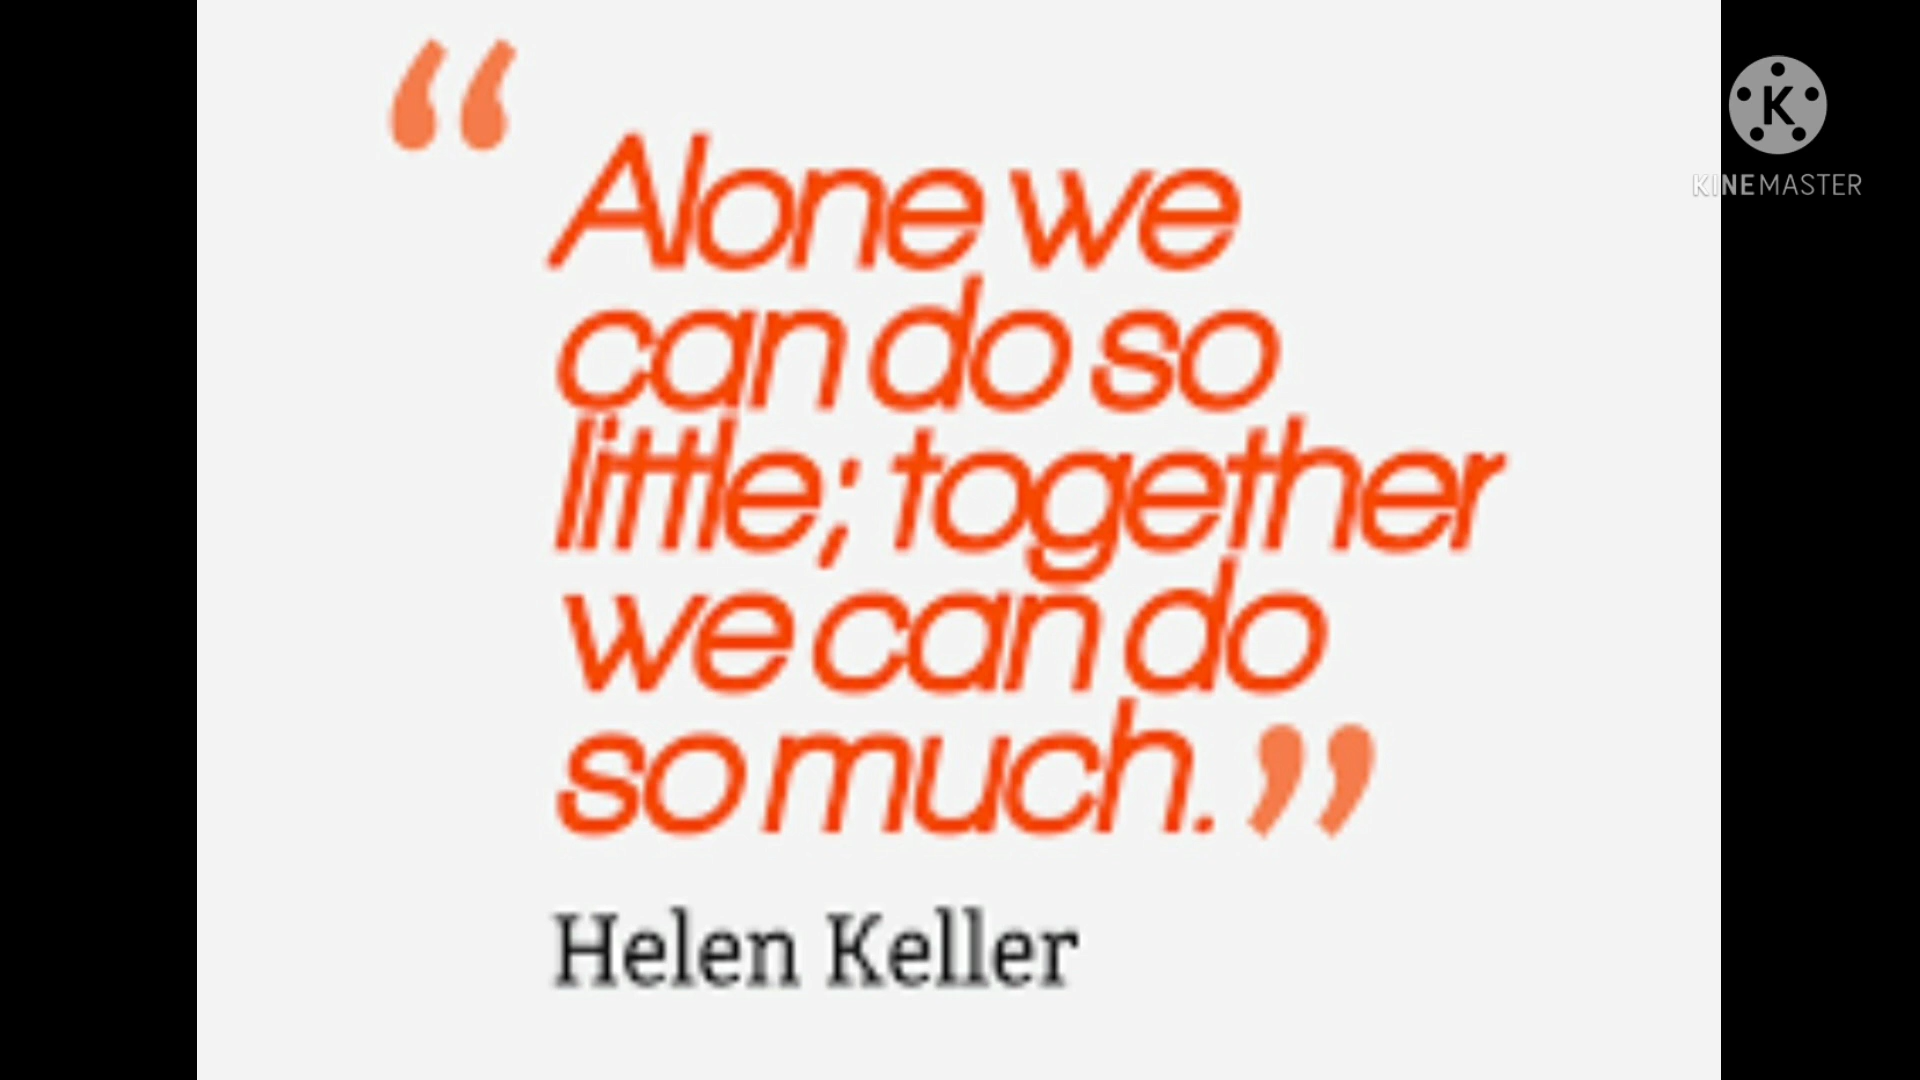 “Alone we
can do so
little; together
we can do
so much.”
Helen Keller
K
KINEMASTER